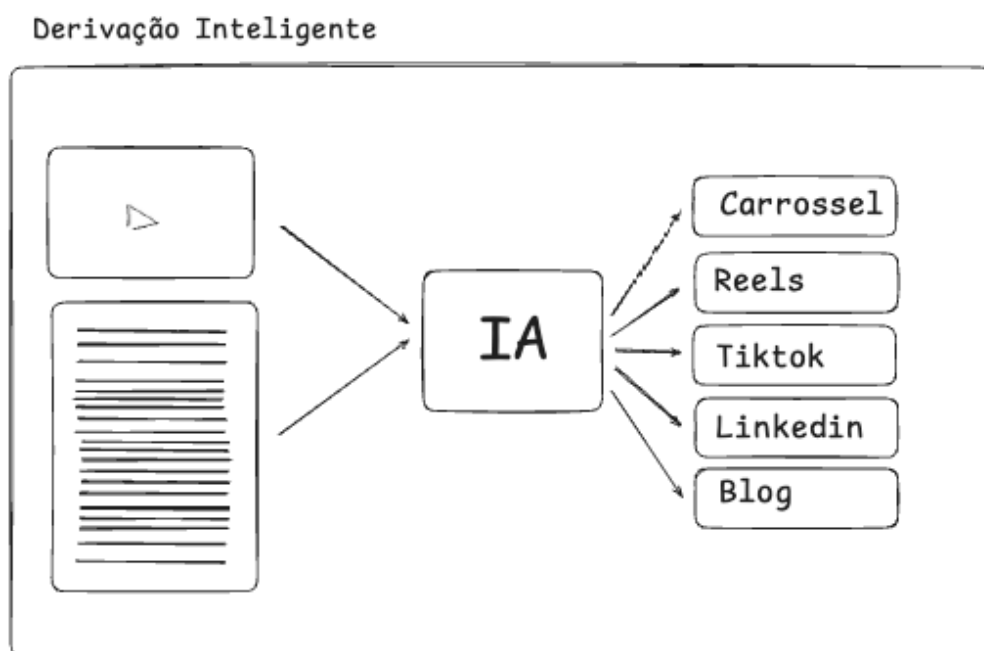 Derivação Inteligente
IA
Carrossel
Reels
Tiktok
Linkedin
Blog